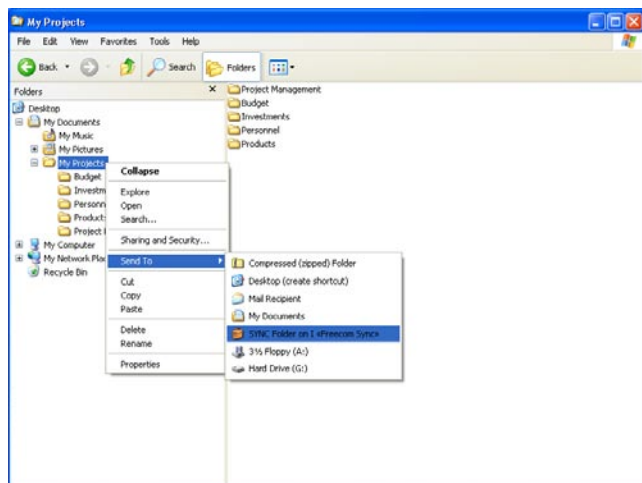 My Projects
File Edit View Favorites Tools Help
Back Search Folders
Folders
Desktop
My Documents
My Music
My Pictures
My Projects
Budget
Investm
Personn
Product
Project
My Computer
My Network Pla
Recycle Bin
Project Management
Budget
Investments
Personnel
Products
Collapse
Explore
Open
Search...
Sharing and Security...
Send To
Cut
Copy
Paste
Delete
Rename
Properties
Compressed (zipped) Folder
Desktop (create shortcut)
Mail Recipient
My Documents
SYNC Folder on I «Freecom Sync»
3½ Floppy (A:)
Hard Drive (G:)